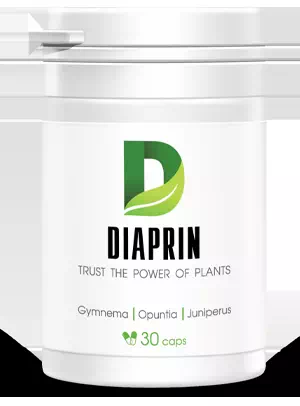 D
DIAPRIN
TRUST THE POWER OF PLANTS
Gymnema | Opuntia | Juniperus
30 caps